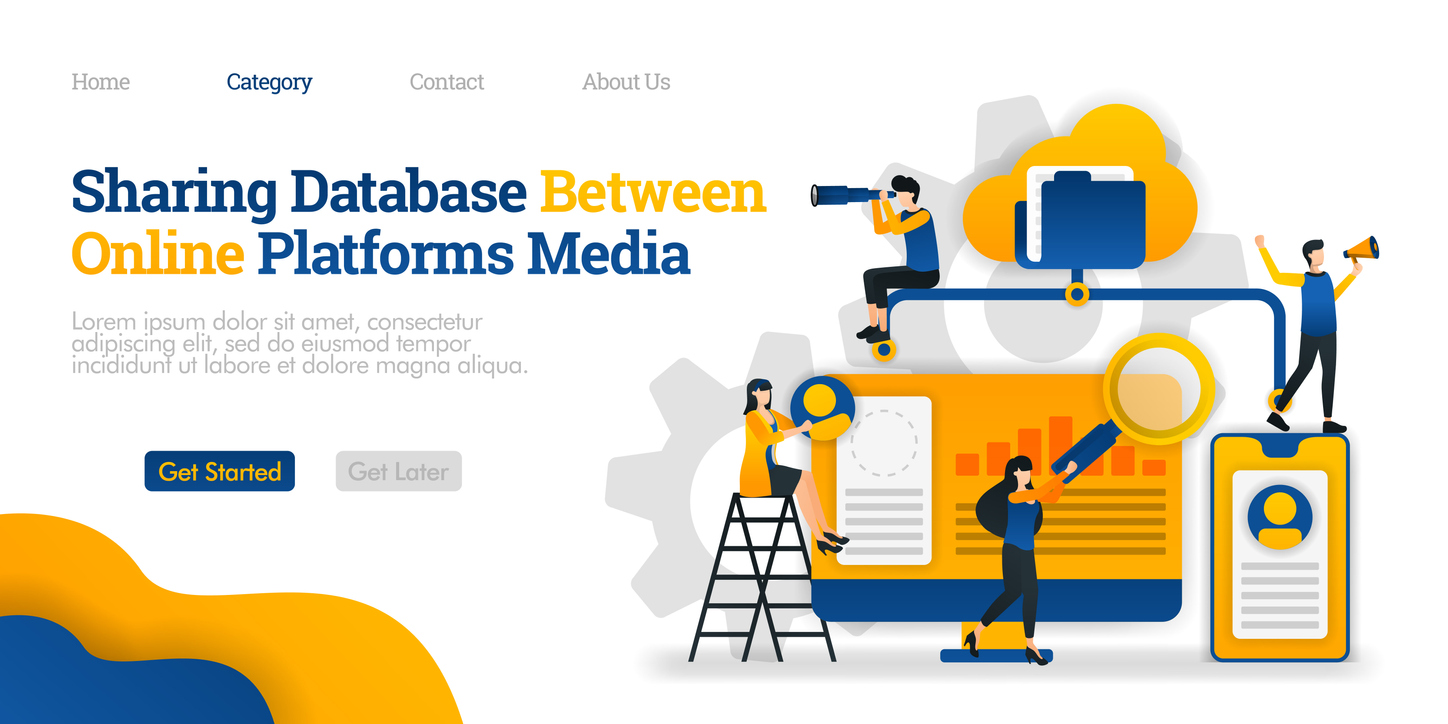 Home Category Contact About Us
Sharing Database Between
Online Platforms Media
Lorem ipsum dolor sit amet, consectetur
adipiscing elit, sed do eiusmod tempor
incididunt ut labore et dolore magna aliqua.
Get Started Get Later